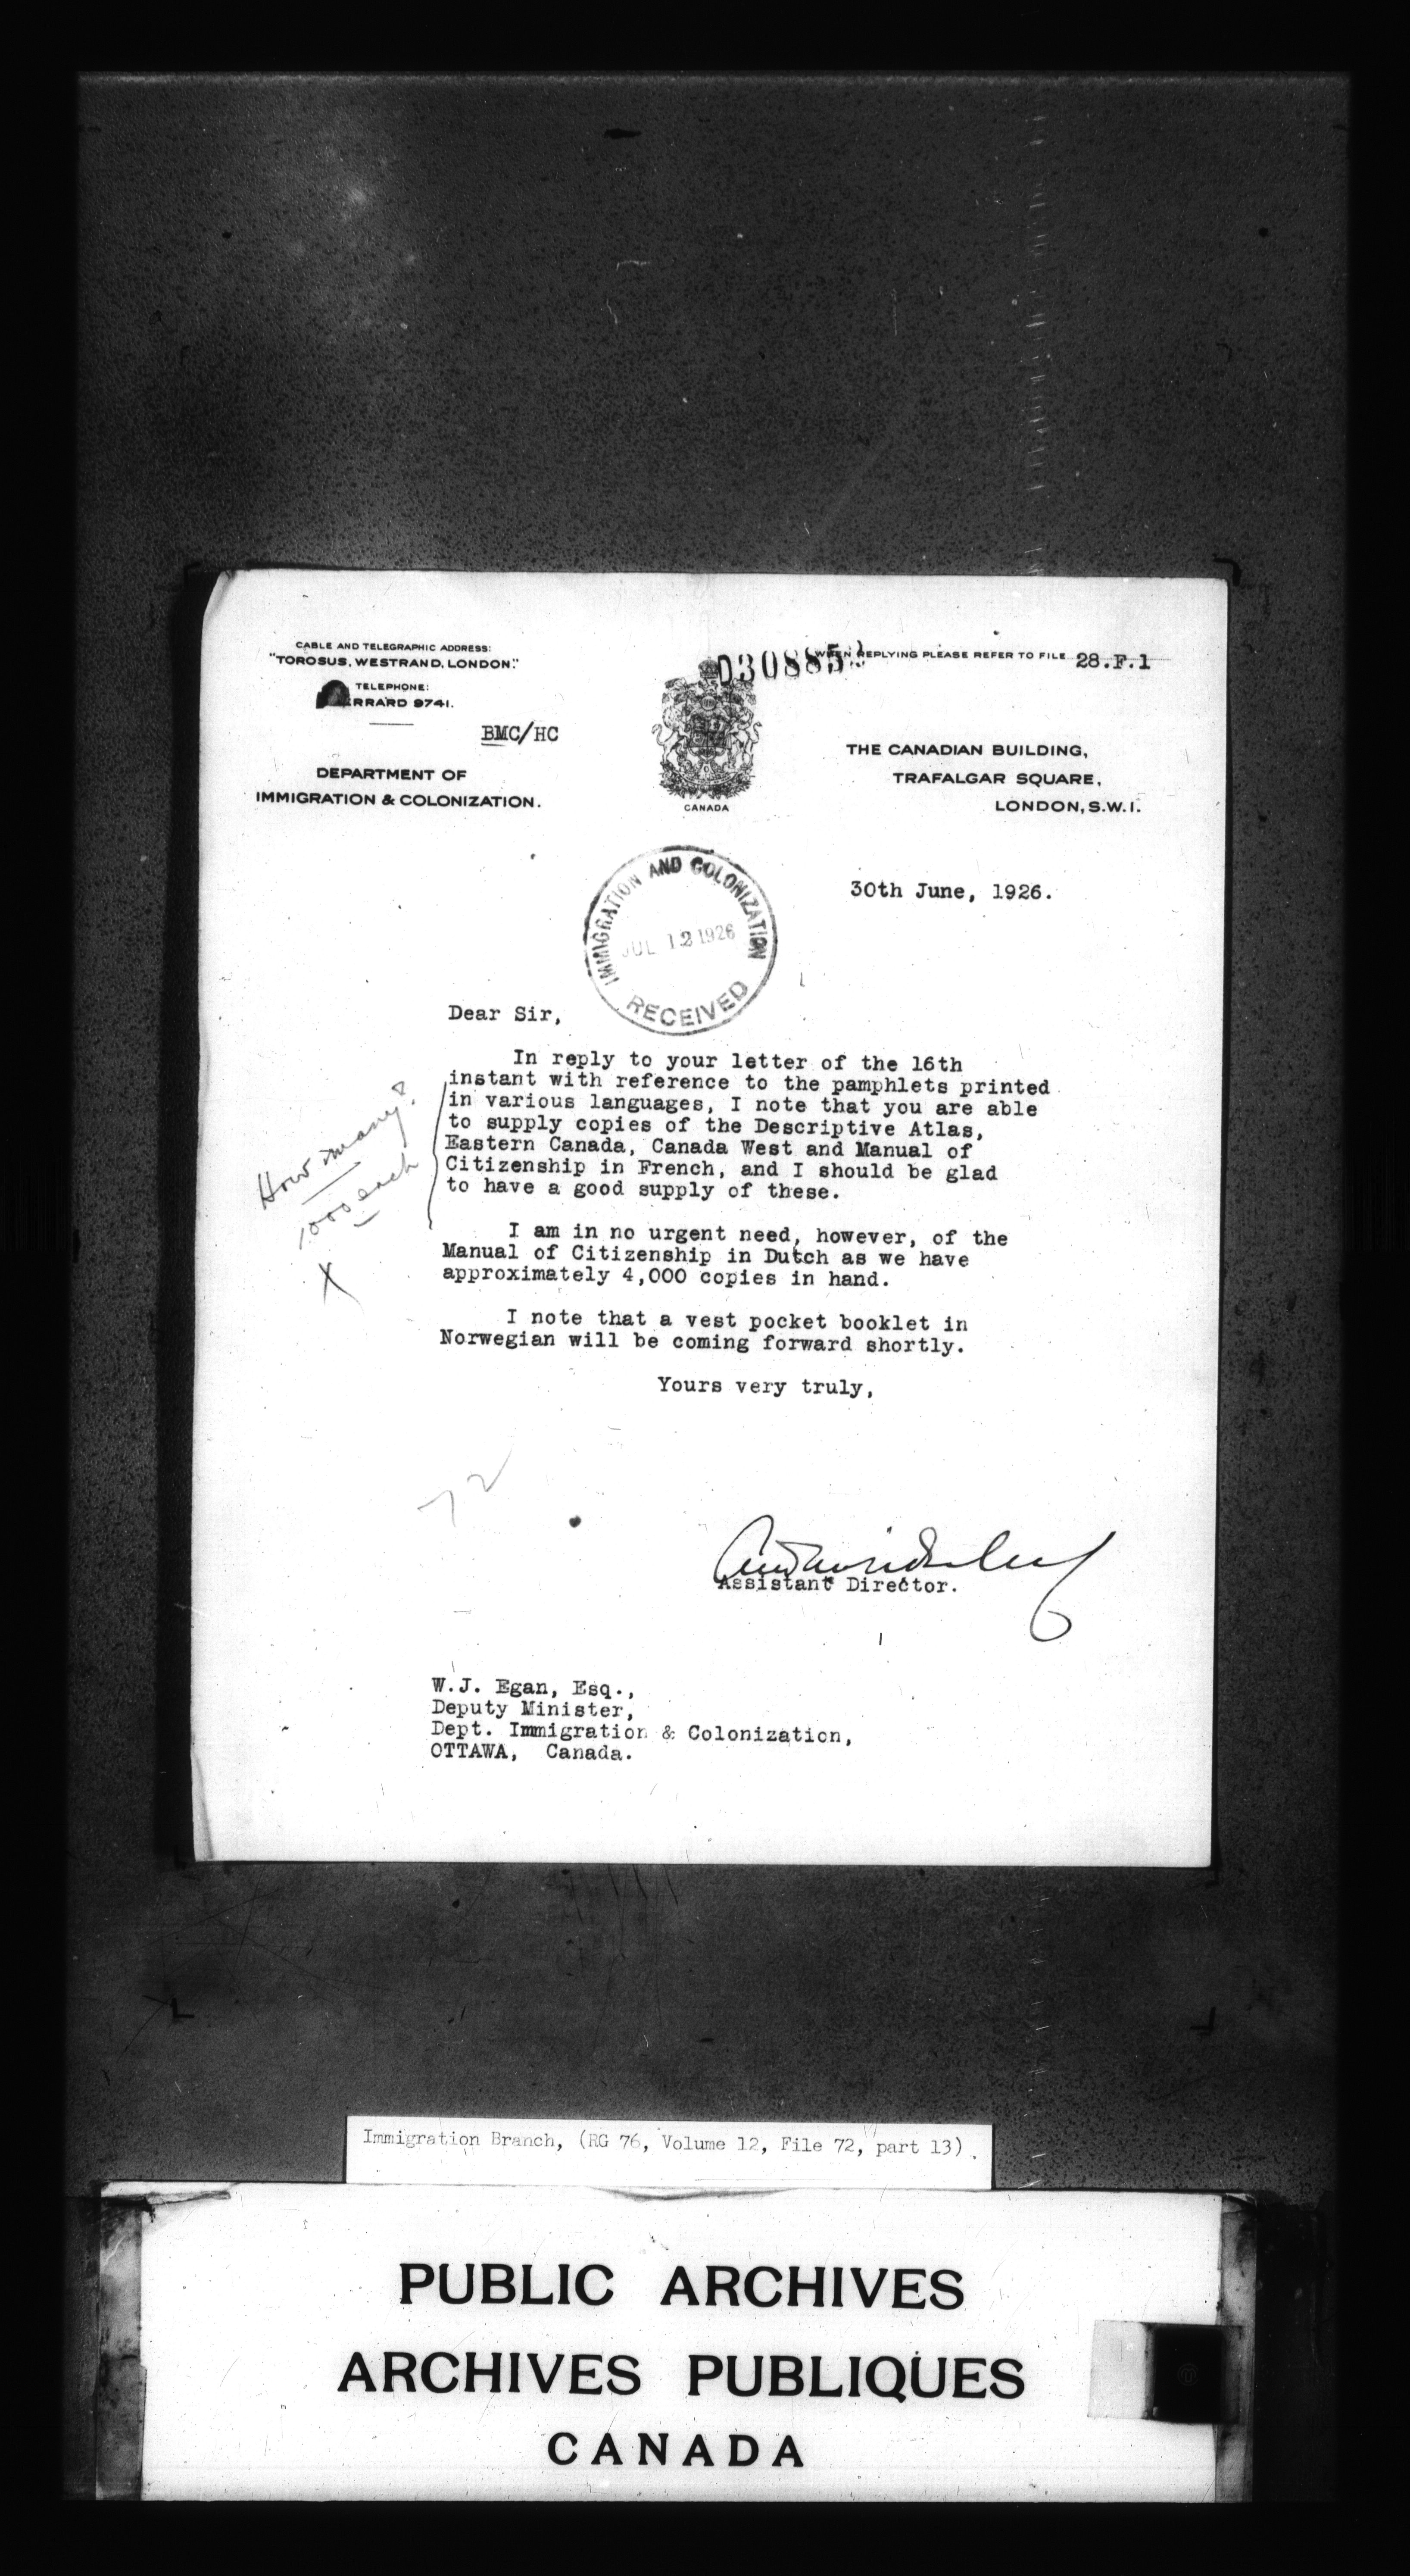 CABLE AND TELEGRAPHIC ADDRESS:
"TOROSUS, WESTRAND, LONDON."
TELEPHONE:
RRARD 9741.
BMC/HC
DEPARTMENT OF
IMMIGRATION & COLONIZATION.
CANADA
WHEN REPLYING PLEASE REFER TO FILE 28.F.1
THE CANADIAN BUILDING,
TRAFALGAR SQUARE,
LONDON, S.W.1.
30th June, 1926.
IMMIGRATION AND COLONIZATION
JUL 12 1926
RECEIVED
Dear Sir,
In reply to your letter of the 16th
instant with reference to the pamphlets printed
in various languages, I note that you are able
to supply copies of the Descriptive Atlas,
Eastern Canada, Canada West and Manual of
Citizenship in French, and I should be glad
to have a good supply of these.
How many?
1000 each
X
I am in no urgent need, however, of the
Manual of Citizenship in Dutch as we have
approximately 4,000 copies in hand.
I note that a vest pocket booklet in
Norwegian will be coming forward shortly.
Yours very truly,
72
Assistant Director.
W.J. Egan, Esq.,
Deputy Minister,
Dept. Immigration & Colonization,
OTTAWA, Canada.
Immigration Branch, (RG 76, Volume 12, File 72, part 13).
PUBLIC ARCHIVES
ARCHIVES PUBLIQUES
CANADA